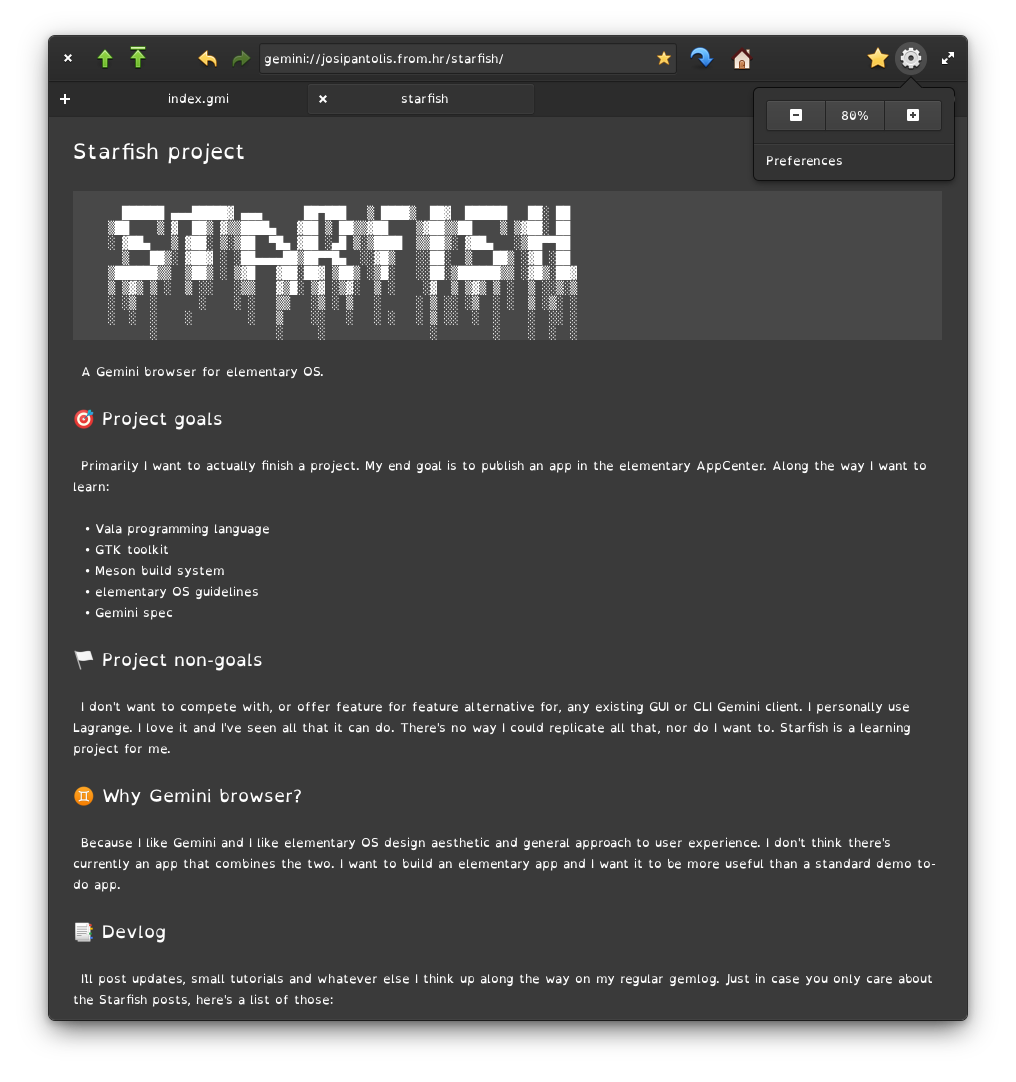 gemini://josipantolis.from.hr/starfish/
index.gmi
starfish
80%
Preferences
Starfish project
A Gemini browser for elementary OS.
🎯 Project goals
Primarily I want to actually finish a project. My end goal is to publish an app in the elementary AppCenter. Along the way I want to
learn:
• Vala programming language
• GTK toolkit
• Meson build system
• elementary OS guidelines
• Gemini spec
🏳 Project non-goals
I don't want to compete with, or offer feature for feature alternative for, any existing GUI or CLI Gemini client. I personally use
Lagrange. I love it and I've seen all that it can do. There's no way I could replicate all that, nor do I want to. Starfish is a learning
project for me.
♊ Why Gemini browser?
Because I like Gemini and I like elementary OS design aesthetic and general approach to user experience. I don't think there's
currently an app that combines the two. I want to build an elementary app and I want it to be more useful than a standard demo to-
do app.
📑 Devlog
I'll post updates, small tutorials and whatever else I think up along the way on my regular gemlog. Just in case you only care about
the Starfish posts, here's a list of those: